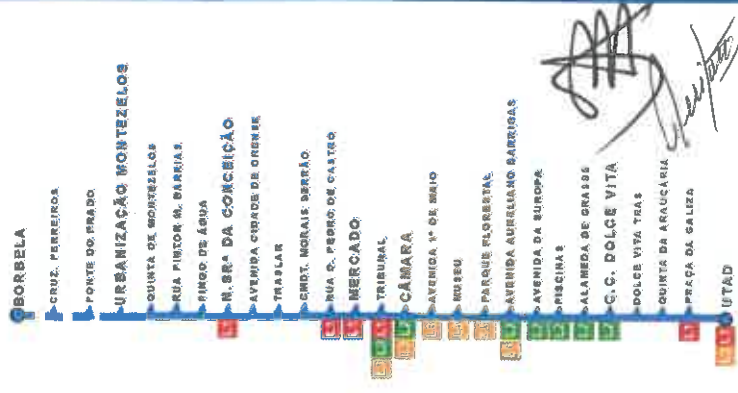 BORBELA
CRUZ. FERREIROS
FONTE DO PRADO
URBANIZAÇÃO MONTEZELOS
QUINTA DE MONTEZELOS
RUA PINTOR M. BARRIAS
PINGO DE ÁGUA
N. SRª DA CONCEIÇÃO
AVENIDA CIDADE DE ORENSE
TRASLAR
CMDT. MORAIS SERRÃO
RUA D. PEDRO DE CASTRO
MERCADO
TRIBUNAL
CÂMARA
AVENIDA 1º DE MAIO
MUSEU
PARQUE FLORESTAL
AVENIDA AURELIANO BARRIGAS
AVENIDA DA EUROPA
PISCINAS
ALAMEDA DE GRASSE
C.C. DOLCE VITA
DOLCE VITA TRAS
QUINTA DA ARAUCÁRIA
PRAÇA DA GALIZA
UTAD